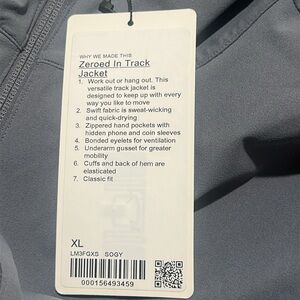 WHY WE MADE THIS
Zeroed In Track
Jacket
1. Work out or hang out. This
versatile track jacket is
designed to keep up with every
way you like to move
2. Swift fabric is sweat-wicking
and quick-drying
3. Zippered hand pockets with
hidden phone and coin sleeves
4. Bonded eyelets for ventilation
5. Underarm gusset for greater
mobility
6. Cuffs and back of hem are
elasticated
7. Classic fit
XL
LM3FGXS SOGY
000156493459